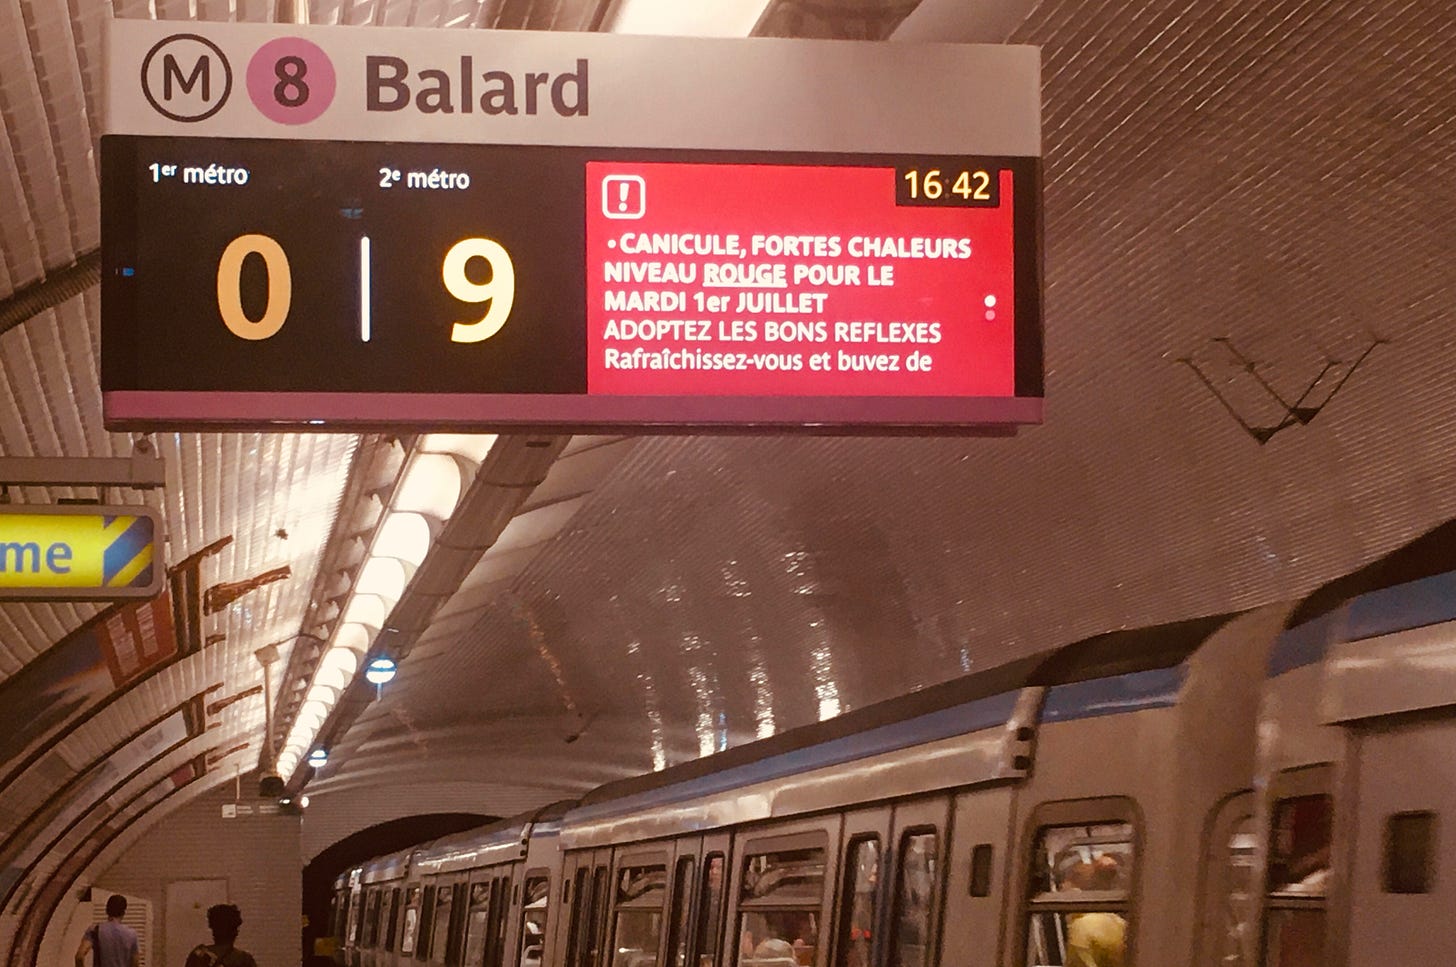 M 8 Balard
1er métro 2e métro
16:42
0 9
•CANICULE, FORTES CHALEURS
NIVEAU ROUGE POUR LE
MARDI 1er JUILLET
ADOPTEZ LES BONS REFLEXES
Rafraîchissez-vous et buvez de
me